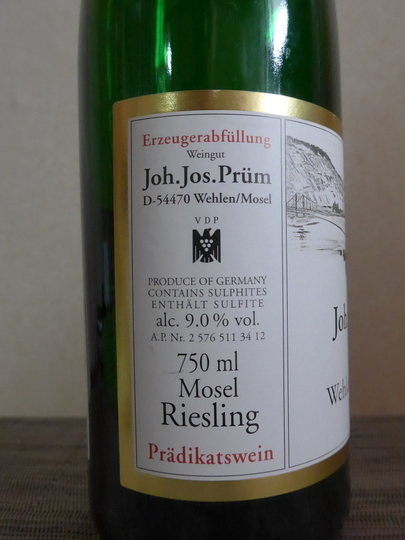 Erzeugerabfüllung
Weingut
Joh.Jos.Prüm
D-54470 Wehlen/Mosel
VDP
PRODUCE OF GERMANY
CONTAINS SULPHITES
ENTHÄLT SULFITE
alc. 9.0 % vol.
A.P. Nr. 2 576 511 34 12
750 ml
Mosel
Riesling
Prädikatswein